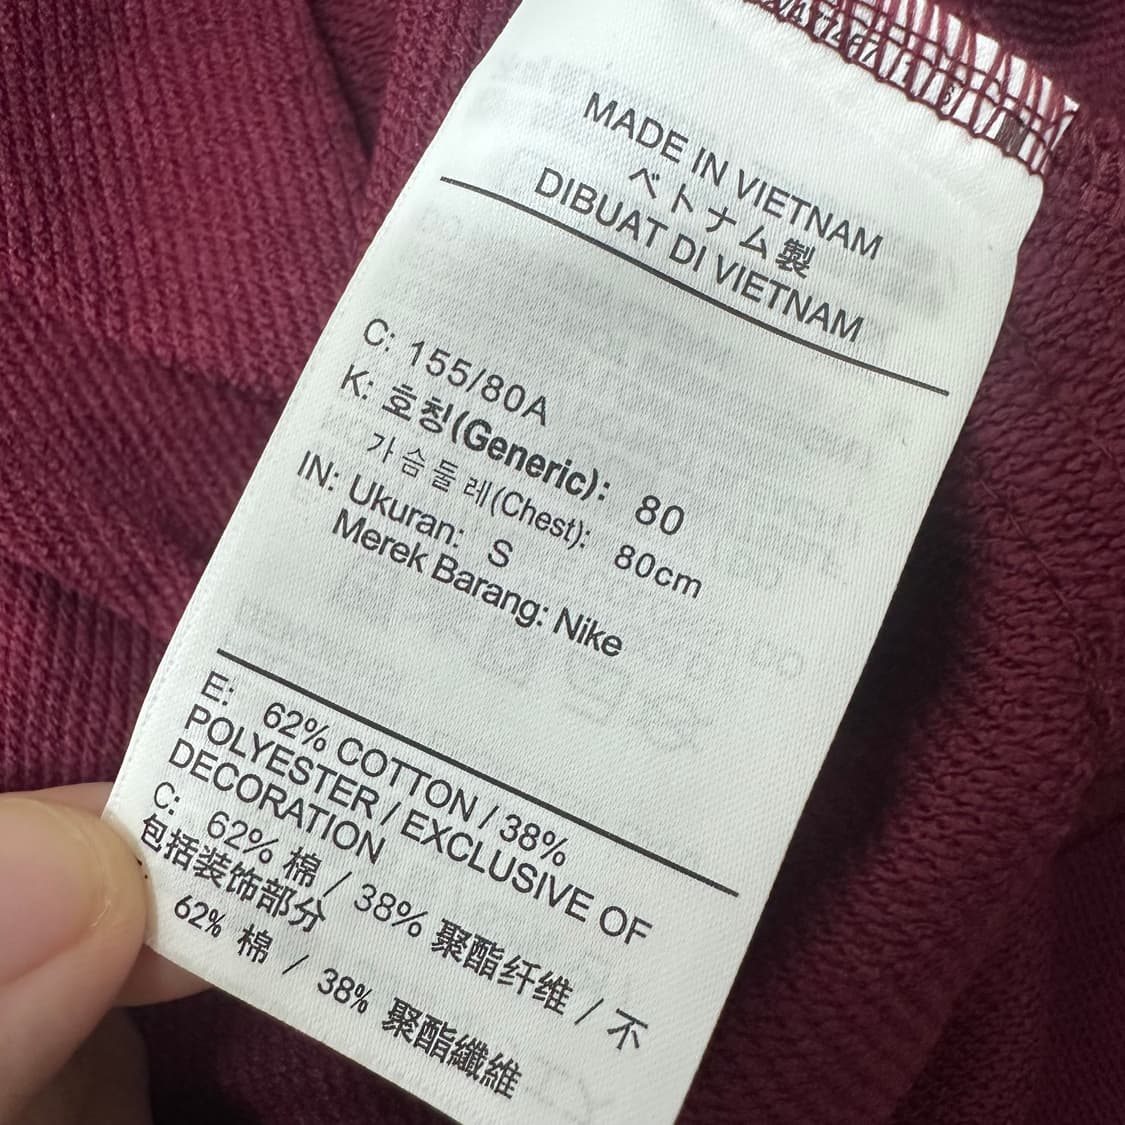 MADE IN VIETNAM
ベトナム製
DIBUAT DI VIETNAM
C: 155/80A
K: 호칭(Generic): 80
가슴둘레(Chest): 80cm
IN: Ukuran: S
Merek Barang: Nike
E: 62% COTTON / 38%
POLYESTER / EXCLUSIVE OF
DECORATION
C: 62% 棉 / 38% 聚酯纤维 / 不
包括装饰部分
62% 棉 / 38% 聚酯纖維